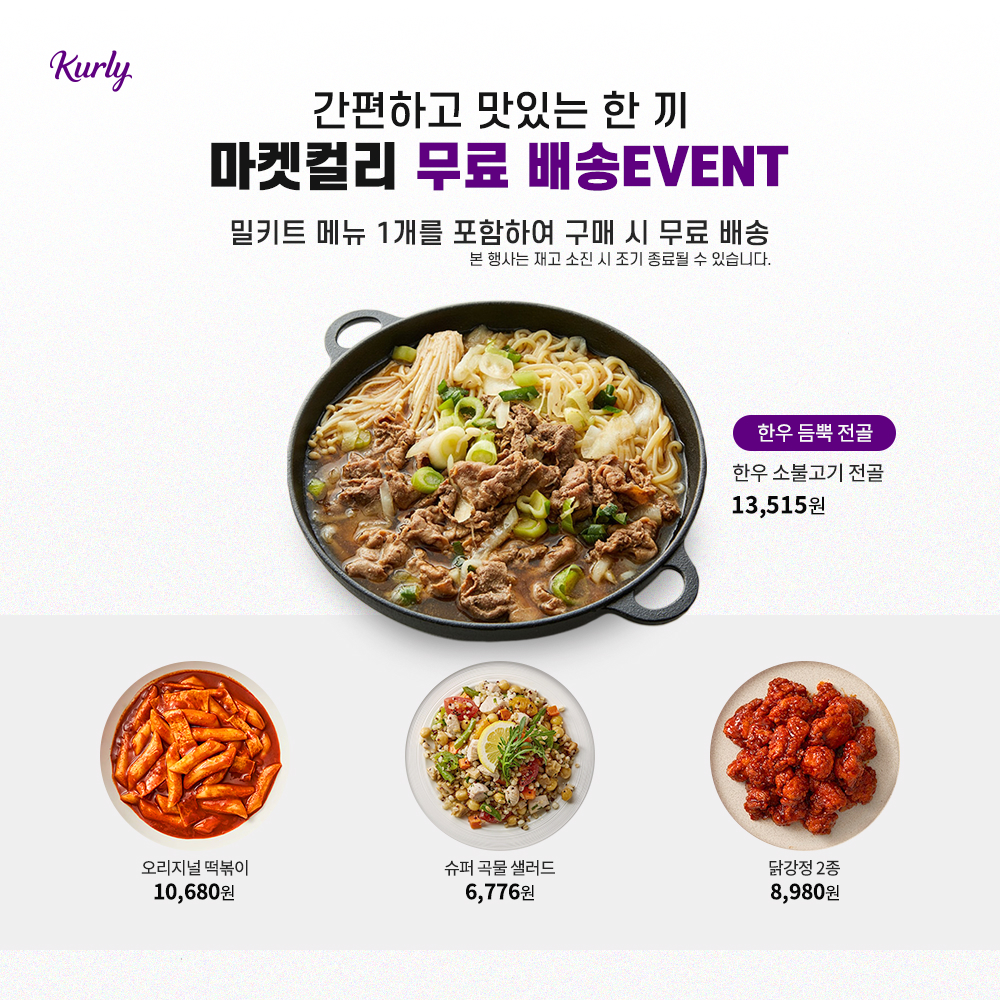 Kurly
간편하고 맛있는 한 끼
마켓컬리 무료 배송EVENT
밀키트 메뉴 1개를 포함하여 구매 시 무료 배송
본 행사는 재고 소진 시 조기 종료될 수 있습니다.
한우 듬뿍 전골
한우 소불고기 전골
13,515원
오리지널 떡볶이
10,680원
슈퍼 곡물 샐러드
6,776원
닭강정 2종
8,980원